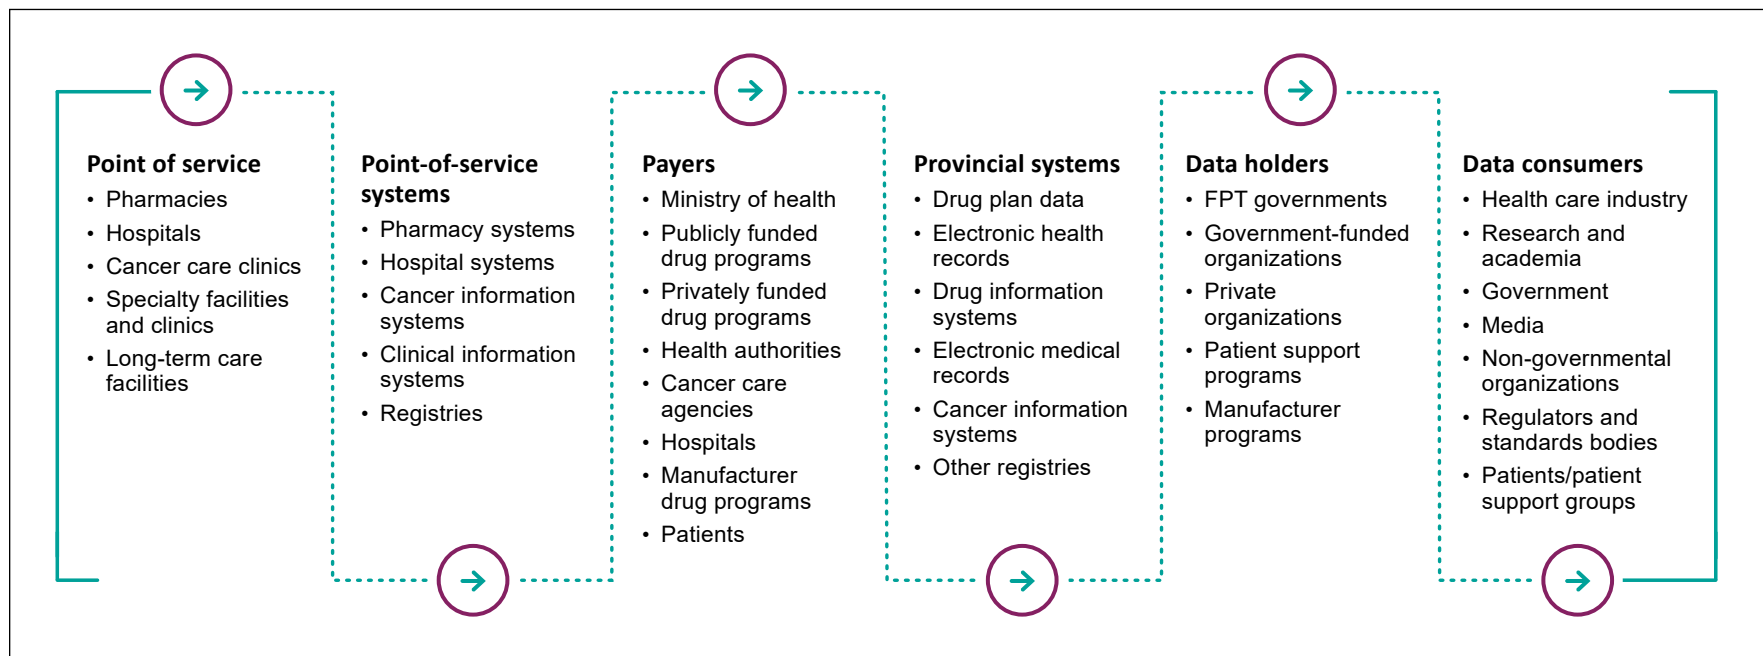 Point of service
• Pharmacies
• Hospitals
• Cancer care clinics
• Specialty facilities
and clinics
• Long-term care
facilities
Point-of-service
systems
• Pharmacy systems
• Hospital systems
• Cancer information
systems
• Clinical information
systems
• Registries
Payers
• Ministry of health
• Publicly funded
drug programs
• Privately funded
drug programs
• Health authorities
• Cancer care
agencies
• Hospitals
• Manufacturer
drug programs
• Patients
Provincial systems
• Drug plan data
• Electronic health
records
• Drug information
systems
• Electronic medical
records
• Cancer information
systems
• Other registries
Data holders
• FPT governments
• Government-funded
organizations
• Private
organizations
• Patient support
programs
• Manufacturer
programs
Data consumers
• Health care industry
• Research and
academia
• Government
• Media
• Non-governmental
organizations
• Regulators and
standards bodies
• Patients/patient
support groups